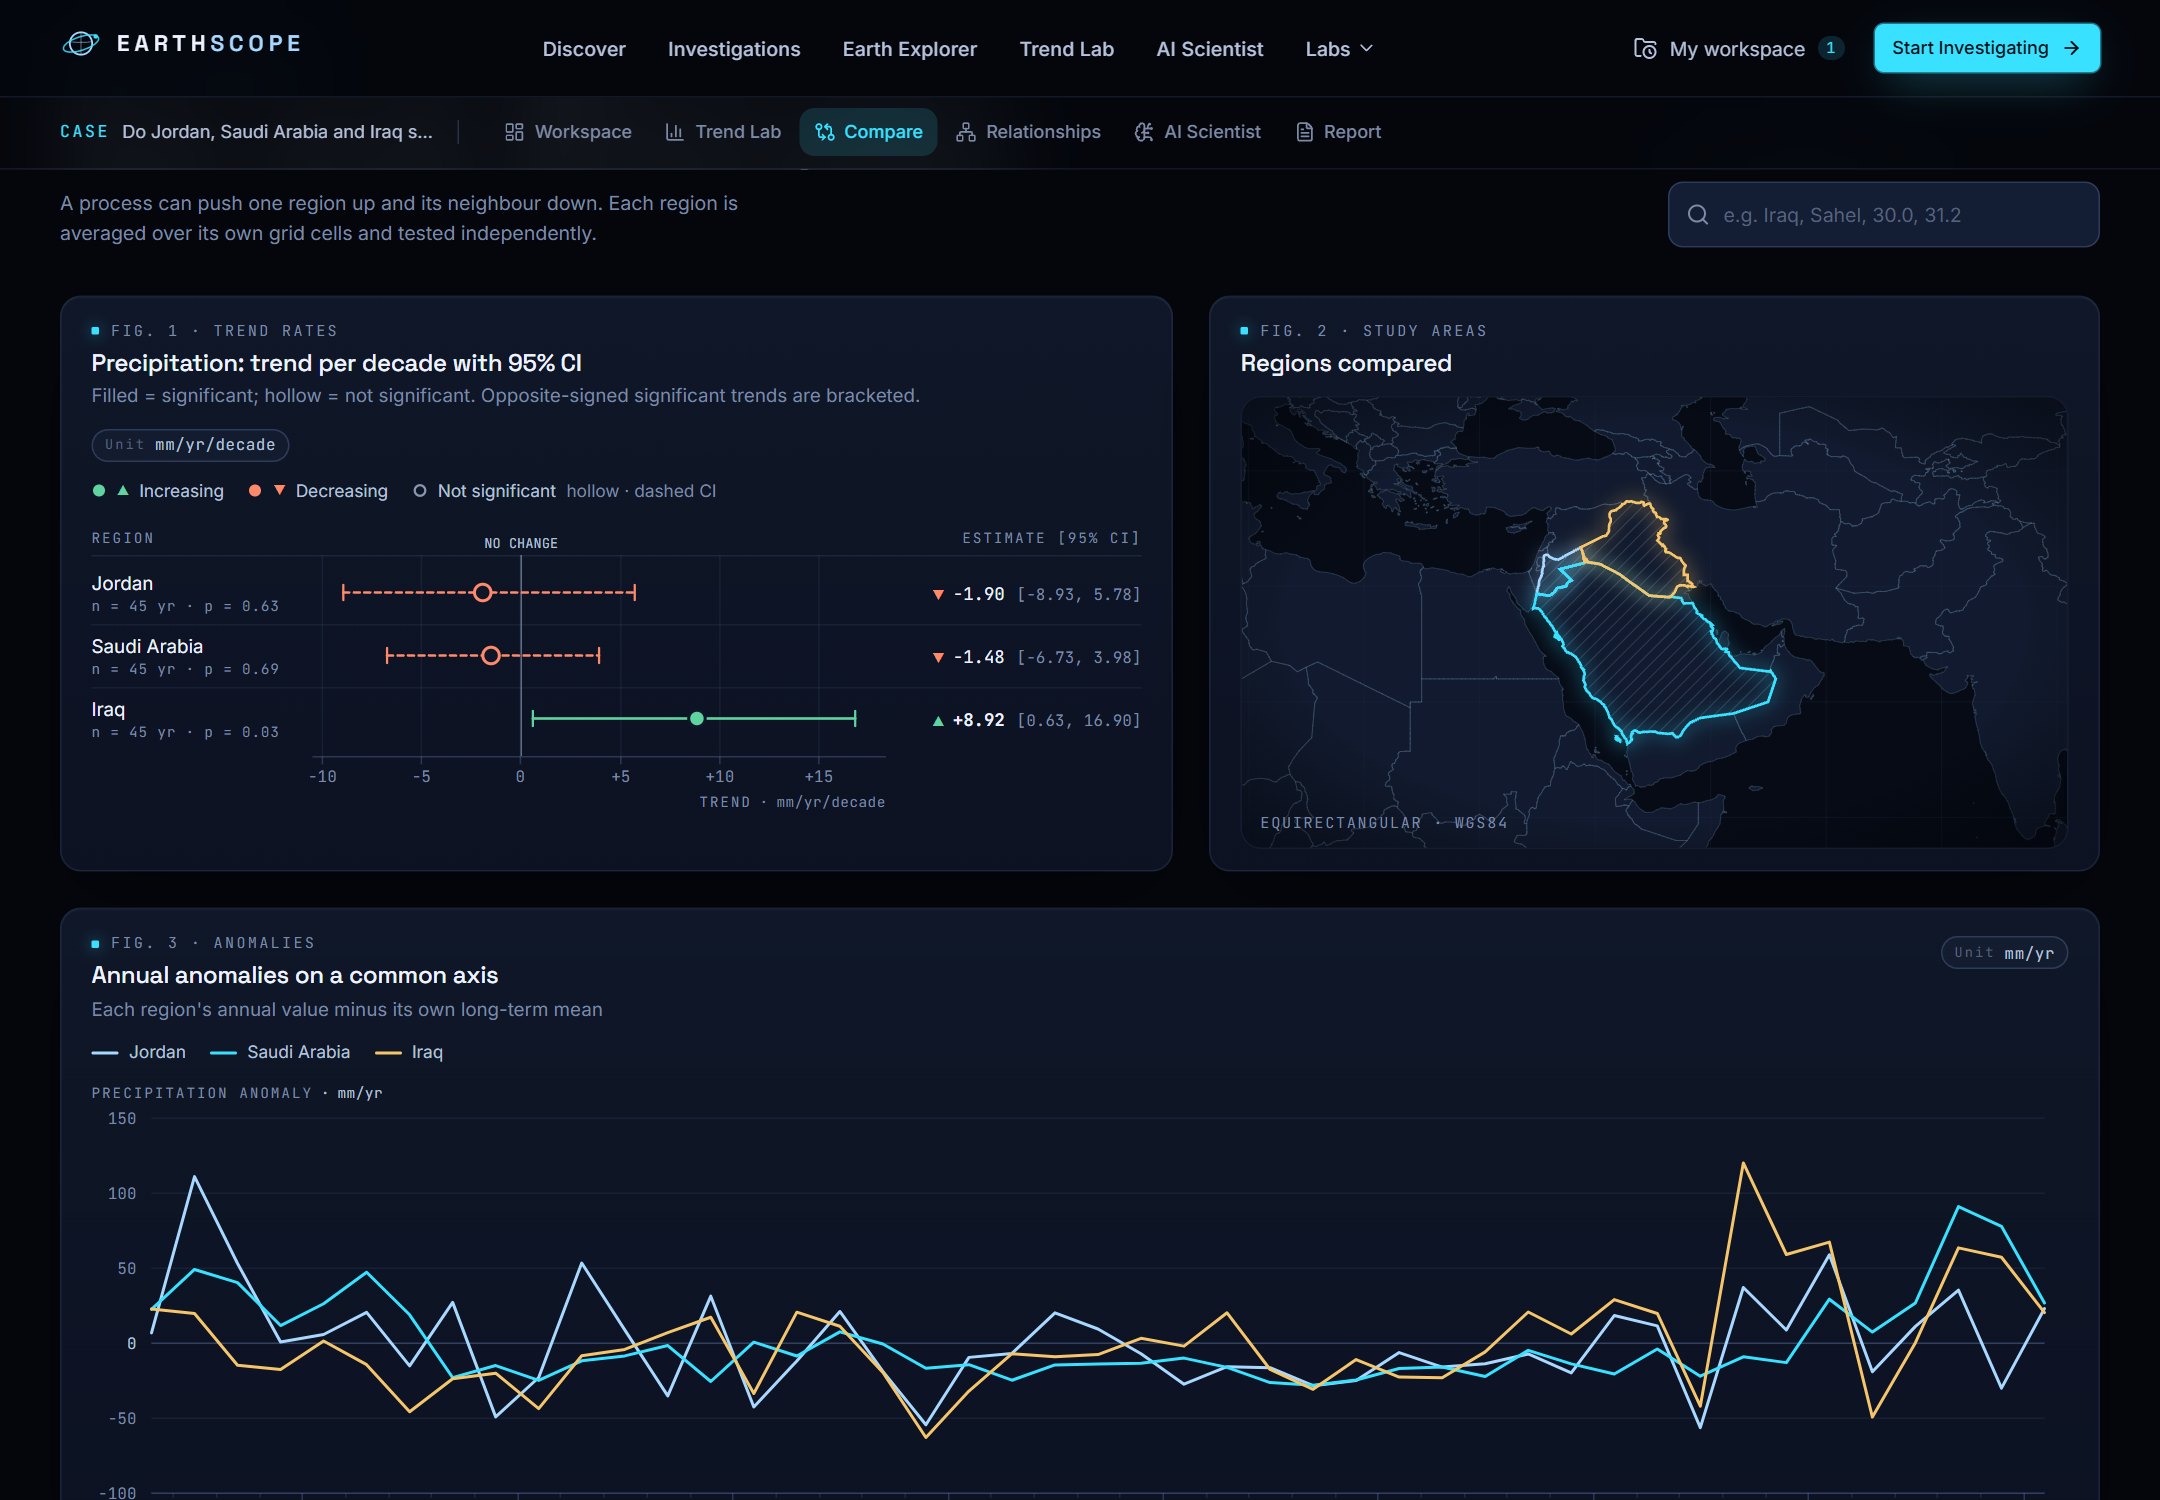 EARTHSCOPE
Discover Investigations Earth Explorer Trend Lab AI Scientist Labs
My workspace 1
Start Investigating →
CASE Do Jordan, Saudi Arabia and Iraq s...
Workspace Trend Lab Compare Relationships AI Scientist Report
A process can push one region up and its neighbour down. Each region is
averaged over its own grid cells and tested independently.
e.g. Iraq, Sahel, 30.0, 31.2
FIG. 1 · TREND RATES
Precipitation: trend per decade with 95% CI
Filled = significant; hollow = not significant. Opposite-signed significant trends are bracketed.
Unit mm/yr/decade
● ▲ Increasing ● ▼ Decreasing ○ Not significant hollow · dashed CI
REGION NO CHANGE ESTIMATE [95% CI]
Jordan
n = 45 yr · p = 0.63
▼ -1.90 [-8.93, 5.78]
Saudi Arabia
n = 45 yr · p = 0.69
▼ -1.48 [-6.73, 3.98]
Iraq
n = 45 yr · p = 0.03
▲ +8.92 [0.63, 16.90]
-10 -5 0 +5 +10 +15
TREND · mm/yr/decade
FIG. 2 · STUDY AREAS
Regions compared
EQUIRECTANGULAR · WGS84
FIG. 3 · ANOMALIES
Annual anomalies on a common axis
Each region's annual value minus its own long-term mean
Unit mm/yr
Jordan Saudi Arabia Iraq
PRECIPITATION ANOMALY · mm/yr
150
100
50
0
-50
-100